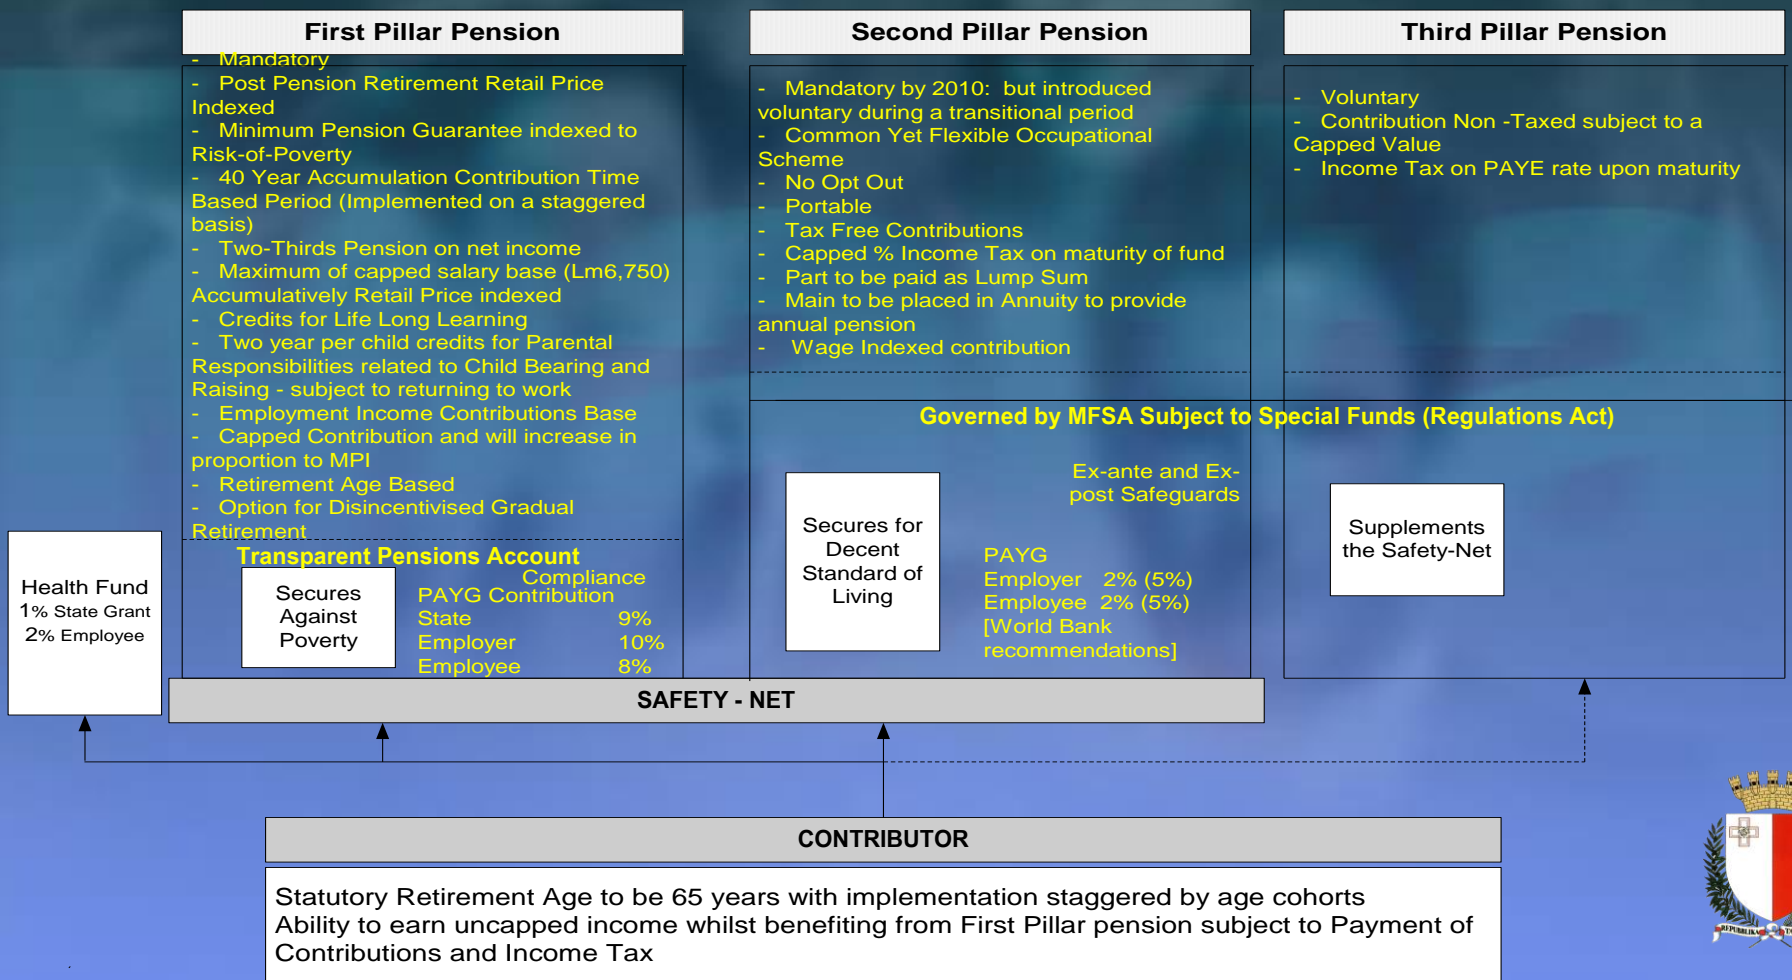 First Pillar Pension
- Mandatory
- Post Pension Retirement Retail Price
Indexed
- Minimum Pension Guarantee indexed to
Risk-of-Poverty
- 40 Year Accumulation Contribution Time
Based Period (Implemented on a staggered
basis)
- Two-Thirds Pension on net income
- Maximum of capped salary base (Lm6,750)
Accumulatively Retail Price indexed
- Credits for Life Long Learning
- Two year per child credits for Parental
Responsibilities related to Child Bearing and
Raising - subject to returning to work
- Employment Income Contributions Base
- Capped Contribution and will increase in
proportion to MPI
- Retirement Age Based
- Option for Disincentivised Gradual
Retirement
Transparent Pensions Account
Compliance
Secures
Against
Poverty
PAYG Contribution
State 9%
Employer 10%
Employee 8%
Health Fund
1% State Grant
2% Employee
Second Pillar Pension
- Mandatory by 2010: but introduced
voluntary during a transitional period
- Common Yet Flexible Occupational
Scheme
- No Opt Out
- Portable
- Tax Free Contributions
- Capped % Income Tax on maturity of fund
- Part to be paid as Lump Sum
- Main to be placed in Annuity to provide
annual pension
- Wage Indexed contribution
Third Pillar Pension
- Voluntary
- Contribution Non -Taxed subject to a
Capped Value
- Income Tax on PAYE rate upon maturity
Governed by MFSA Subject to Special Funds (Regulations Act)
Secures for
Decent
Standard of
Living
Ex-ante and Ex-
post Safeguards
PAYG
Employer 2% (5%)
Employee 2% (5%)
[World Bank
recommendations]
Supplements
the Safety-Net
SAFETY - NET
CONTRIBUTOR
Statutory Retirement Age to be 65 years with implementation staggered by age cohorts
Ability to earn uncapped income whilst benefiting from First Pillar pension subject to Payment of
Contributions and Income Tax
REPUBBLIKA